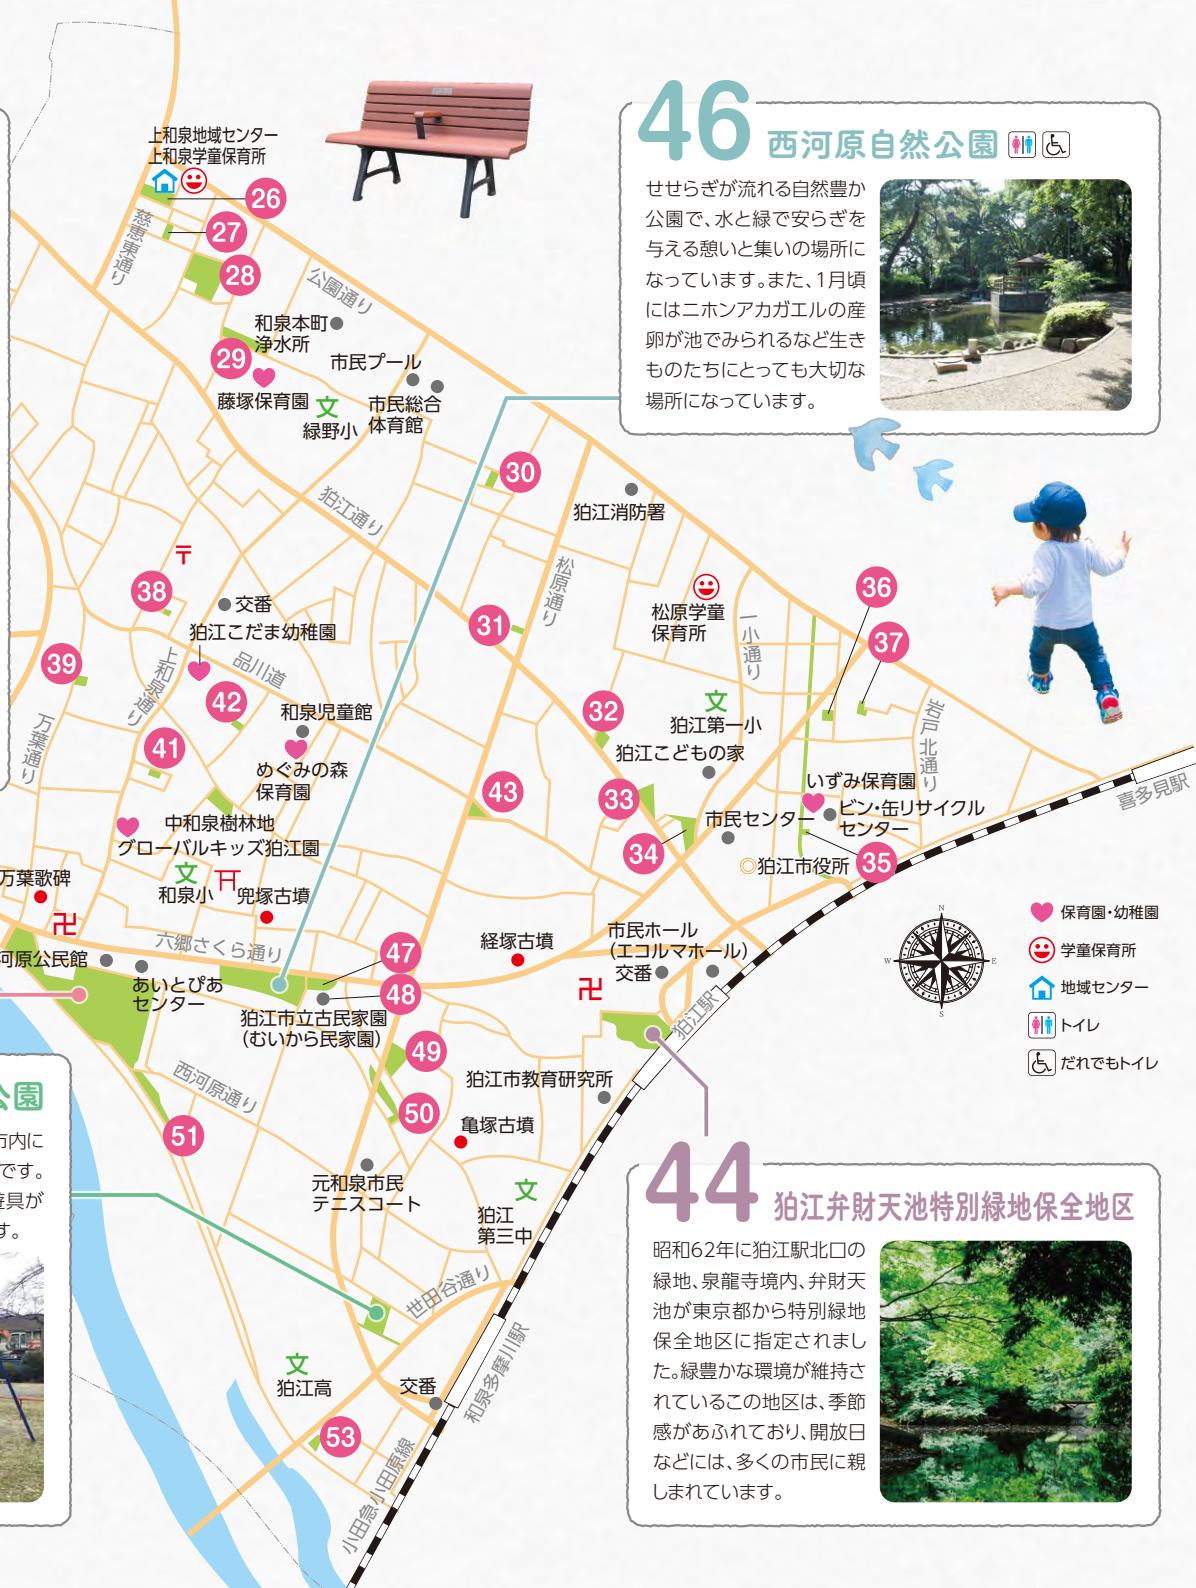 上和泉地域センター
上和泉学童保育所
26
27
28
慈恵東通り
公園通り
和泉本町
浄水所
29
市民プール
藤塚保育園
緑野小
市民総合
体育館
文
狛江通り
30
狛江消防署
松原通り
〒
38
交番
狛江こだま幼稚園
31
松原学童
保育所
一小通り
36
37
39
上和泉通り
品川道
42
和泉児童館
めぐみの森
保育園
万葉通り
41
32
文
狛江第一小
狛江こどもの家
岩戸北通り
43
33
いずみ保育園
ビン・缶リサイクル
センター
喜多見駅
中和泉樹林地
グローバルキッズ狛江園
34
市民センター
狛江市役所
35
万葉歌碑
文
和泉小
兜塚古墳
卍
六郷さくら通り
47
経塚古墳
市民ホール
(エコルマホール)
交番
河原公民館
あいとぴあ
センター
48
卍
狛江市立古民家園
(むいから民家園)
狛江駅
49
西河原通り
狛江市教育研究所
50
亀塚古墳
51
元和泉市民
テニスコート
文
狛江
第三中
世田谷通り
文
狛江高
交番
和泉多摩川駅
53
小田急小田原線
46
西河原自然公園
せせらぎが流れる自然豊か
公園で、水と緑で安らぎを
与える憩いと集いの場所に
なっています。また、1月頃
にはニホンアカガエルの産
卵が池でみられるなど生き
ものたちにとっても大切な
場所になっています。
N
W
E
S
保育園・幼稚園
学童保育所
地域センター
トイレ
だれでもトイレ
公園
市内に
です。
遊具が
す。
44
狛江弁財天池特別緑地保全地区
昭和62年に狛江駅北口の
緑地、泉龍寺境内、弁財天
池が東京都から特別緑地
保全地区に指定されまし
た。緑豊かな環境が維持さ
れているこの地区は、季節
感があふれており、開放日
などには、多くの市民に親
しまれています。